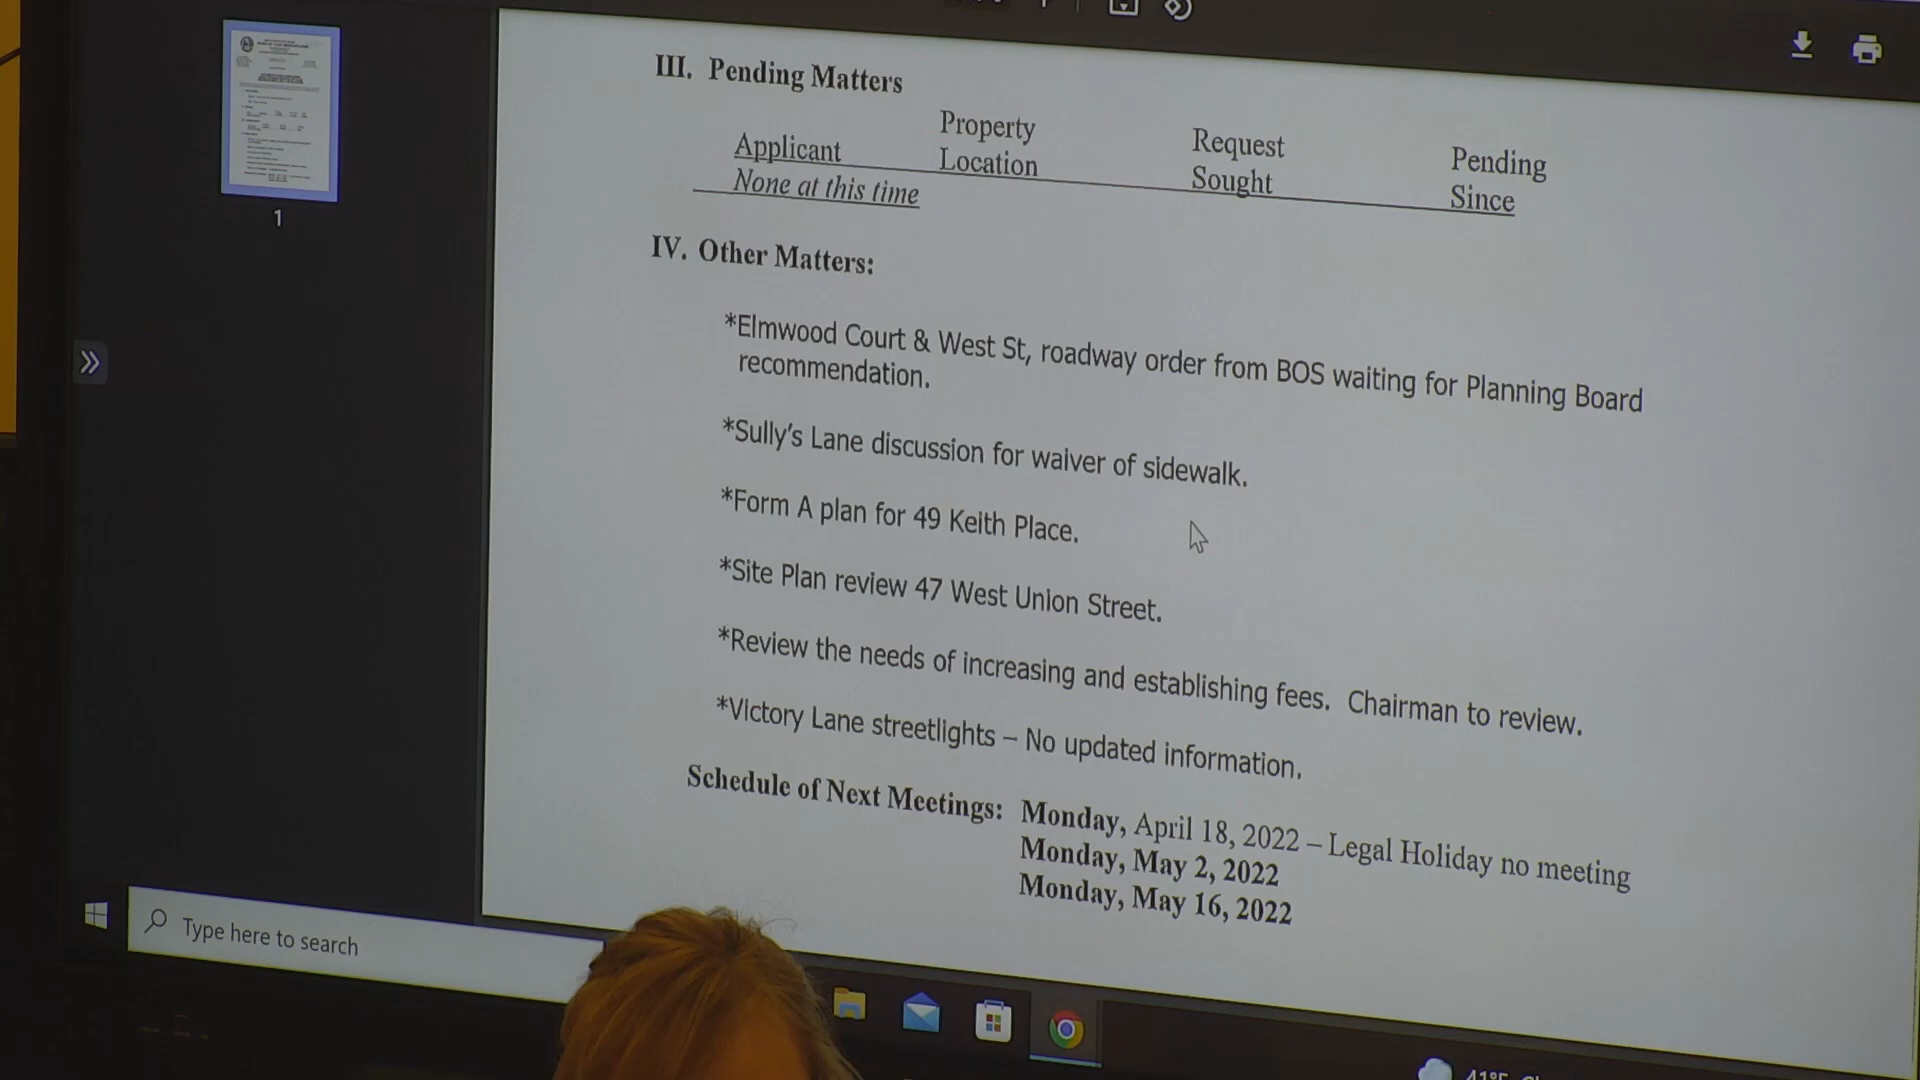 III. Pending Matters
Property
Request
Pending
Applicant
Location
Sought
Since
None at this time
IV. Other Matters:
*Elmwood Court & West St, roadway order from BOS waiting for Planning Board
recommendation.
*Sully's Lane discussion for waiver of sidewalk.
*Form A plan for 49 Keith Place.
*Site Plan review 47 West Union Street.
*Review the needs of increasing and establishing fees. Chairman to review.
*Victory Lane streetlights – No updated information.
Schedule of Next Meetings: Monday, April 18, 2022 – Legal Holiday no meeting
Monday, May 2, 2022
Monday, May 16, 2022
1
Type here to search
41°F